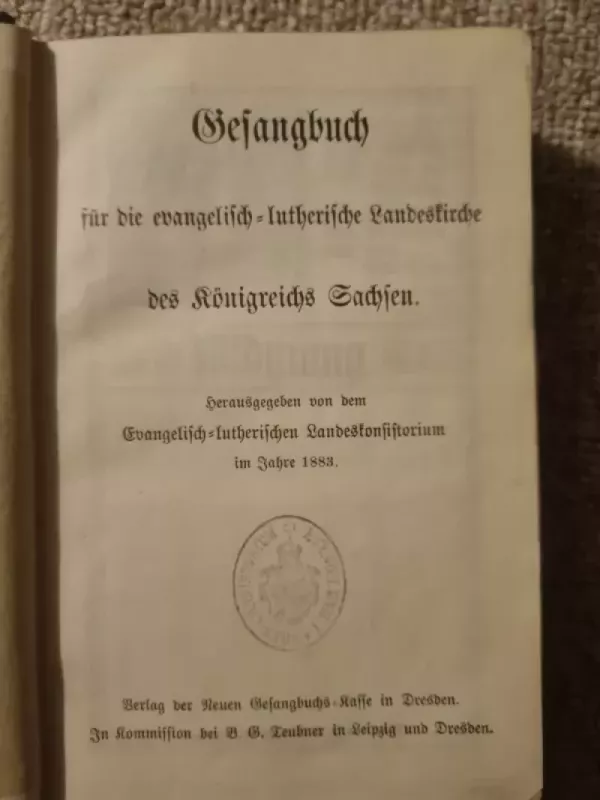 Gesangbuch
für die evangelisch-lutherische Landeskirche
des Königreichs Sachsen.
Herausgegeben von dem
Evangelisch-lutherischen Landeskonsistorium
im Jahre 1883.
Verlag der Neuen Gesangbuchs-Kasse in Dresden.
In Kommission bei B. G. Teubner in Leipzig und Dresden.